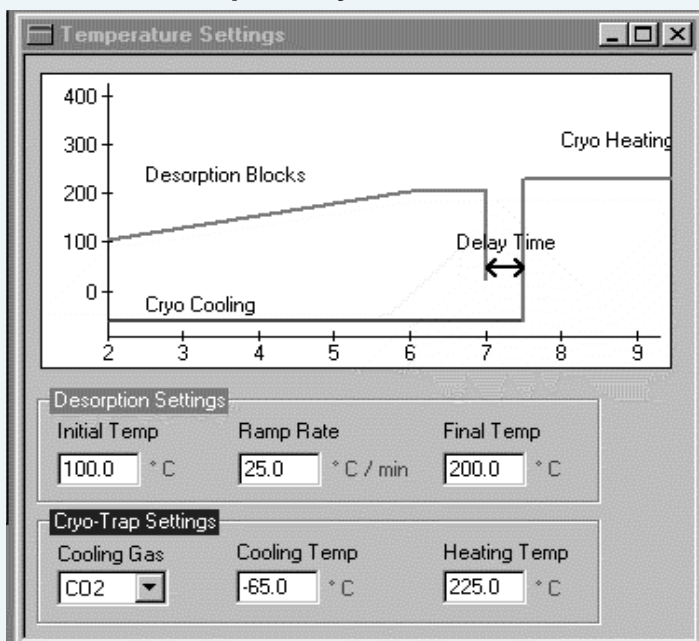 Temperature Settings
400
300
200
100
0
Cryo Heating
Desorption Blocks
Delay Time
Cryo Cooling
2 3 4 5 6 7 8 9
Desorption Settings
Initial Temp Ramp Rate Final Temp
100.0 °C 25.0 °C / min 200.0 °C
Cryo-Trap Settings
Cooling Gas Cooling Temp Heating Temp
CO2 -65.0 °C 225.0 °C